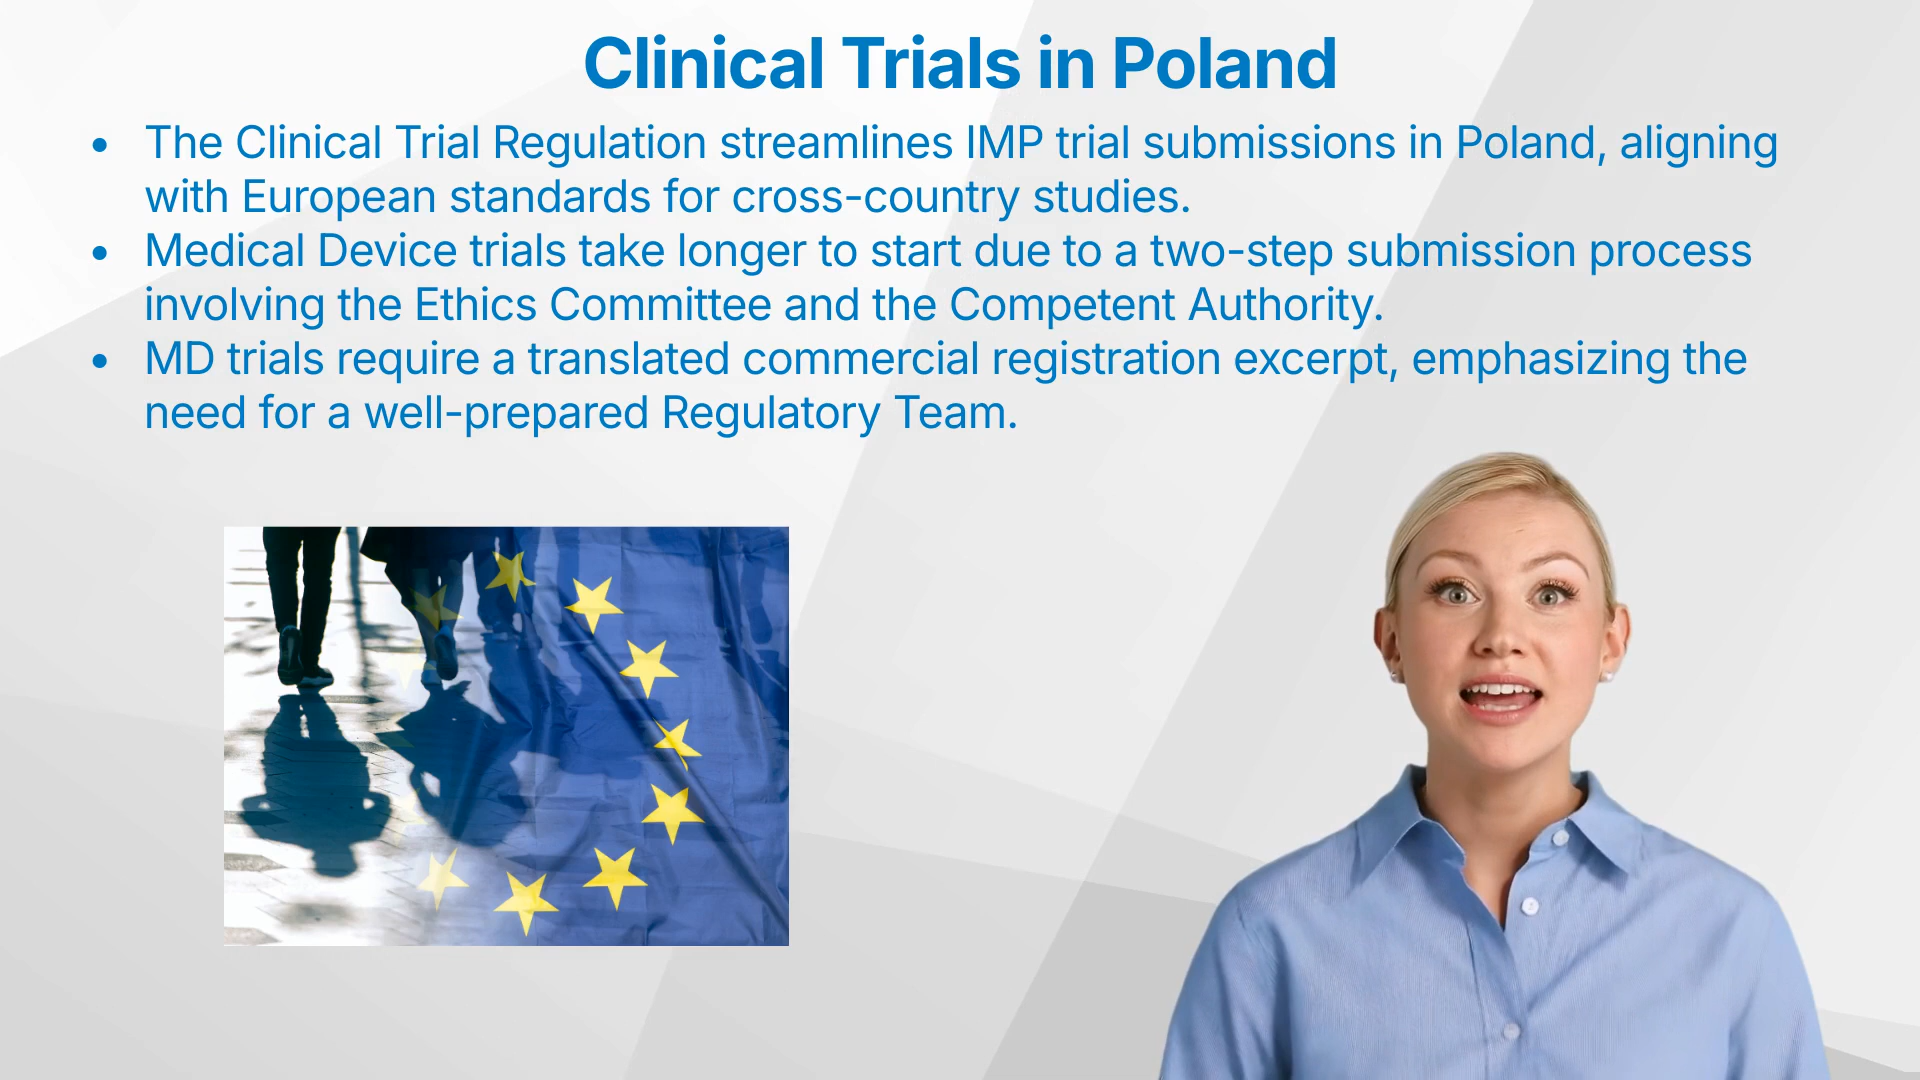 Clinical Trials in Poland
• The Clinical Trial Regulation streamlines IMP trial submissions in Poland, aligning
with European standards for cross-country studies.
• Medical Device trials take longer to start due to a two-step submission process
involving the Ethics Committee and the Competent Authority.
• MD trials require a translated commercial registration excerpt, emphasizing the
need for a well-prepared Regulatory Team.